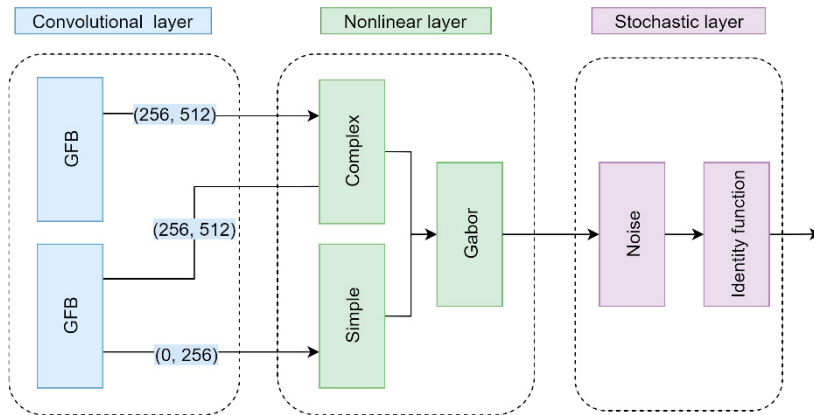 Convolutional layer
Nonlinear layer
Stochastic layer
GFB
(256, 512)
Complex
(256, 512)
GFB
(0, 256)
Simple
Gabor
Noise
Identity function